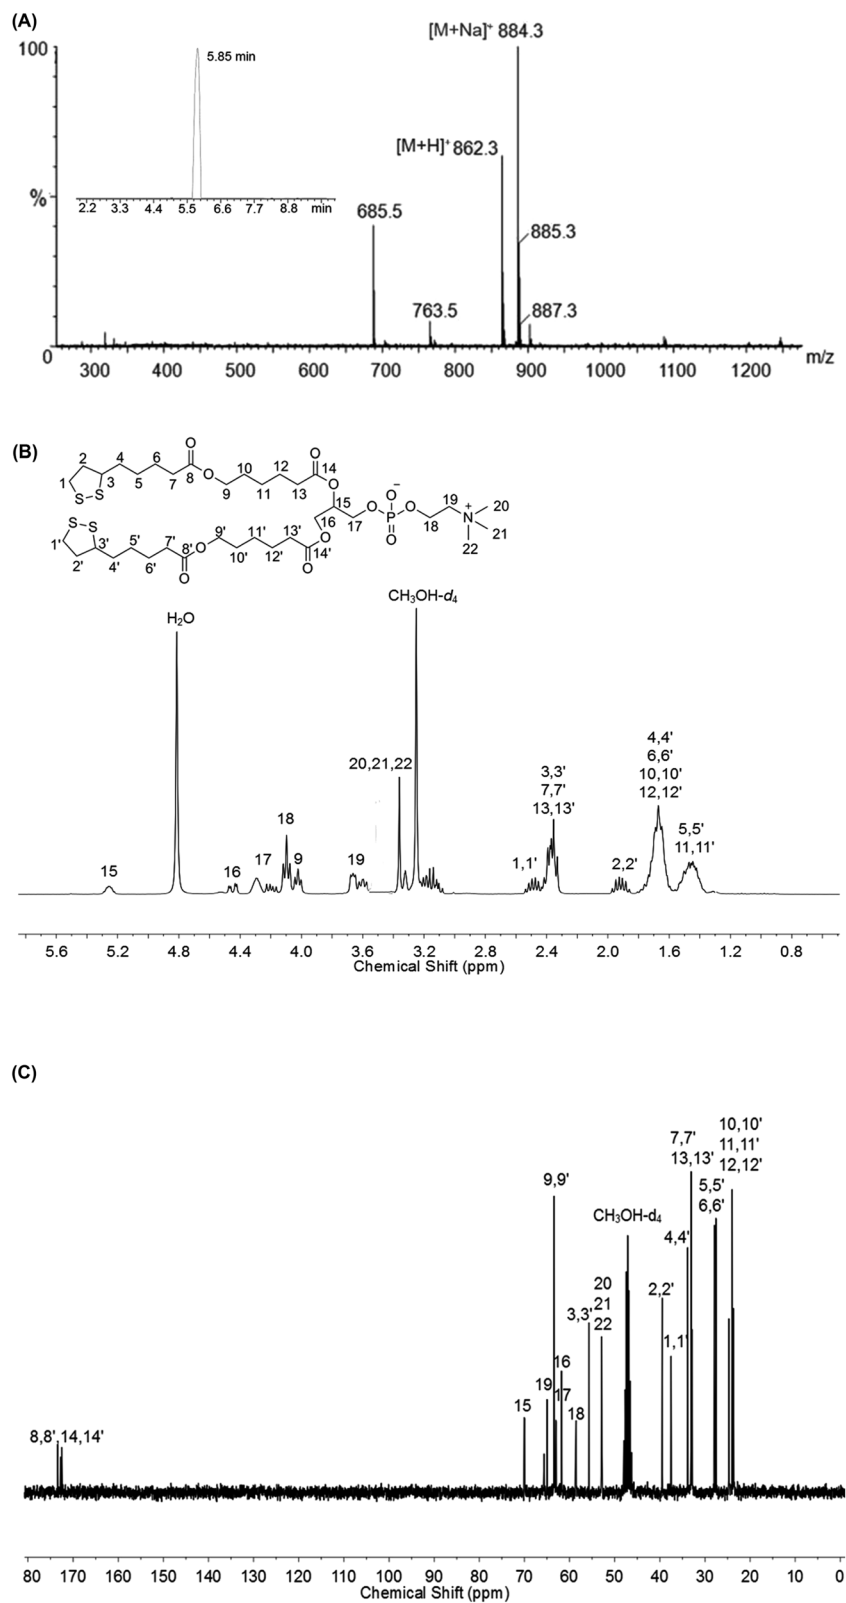 (A)
[M+Na]⁺ 884.3
100
5.85 min
[M+H]⁺ 862.3
%
2.2 3.3 4.4 5.5 6.6 7.7 8.8 min
685.5
885.3
763.5
887.3
0
300 400 500 600 700 800 900 1000 1100 1200 m/z
(B)
O
2 4 6 10 12 O 14
1 3 5 7 8 O 9 11 13 O
S S
15 O⁻ 19 20
16 17 O P O 18 N⁺ 21
O 22
S S
1' 3' 5' 7' 9' 11' 13' O
2' 4' 6' 8' O 10' 12' 14'
O O
CH₃OH-d₄
H₂O
20,21,22
4,4'
6,6'
10,10'
12,12'
3,3'
7,7'
13,13'
5,5'
11,11'
15 16 17 18 9 19 1,1' 2,2'
5.6 5.2 4.8 4.4 4.0 3.6 3.2 2.8 2.4 2.0 1.6 1.2 0.8
Chemical Shift (ppm)
(C)
10,10'
11,11'
12,12'
7,7'
13,13'
9,9'
5,5'
6,6'
CH₃OH-d₄
4,4'
20
21
22
2,2'
3,3'
1,1'
16
19
17
15
18
8,8',14,14'
80 170 160 150 140 130 120 110 100 90 80 70 60 50 40 30 20 10 0
Chemical Shift (ppm)